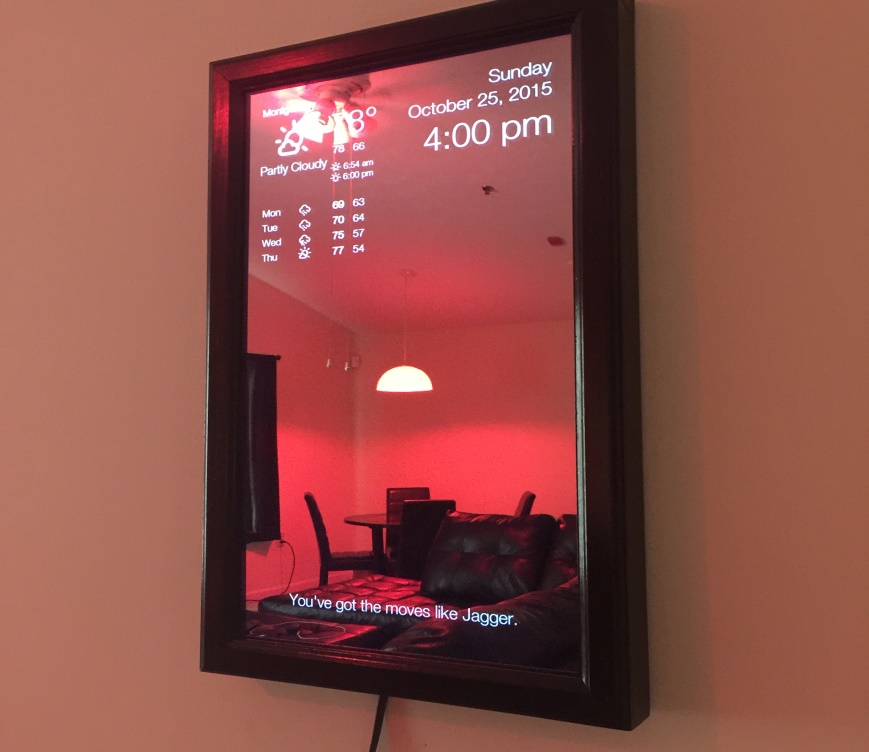 Sunday
October 25, 2015
4:00 pm
78 66
Partly Cloudy 6:54 am
6:00 pm
Mon 69 63
Tue 70 64
Wed 75 57
Thu 77 54
You've got the moves like Jagger.